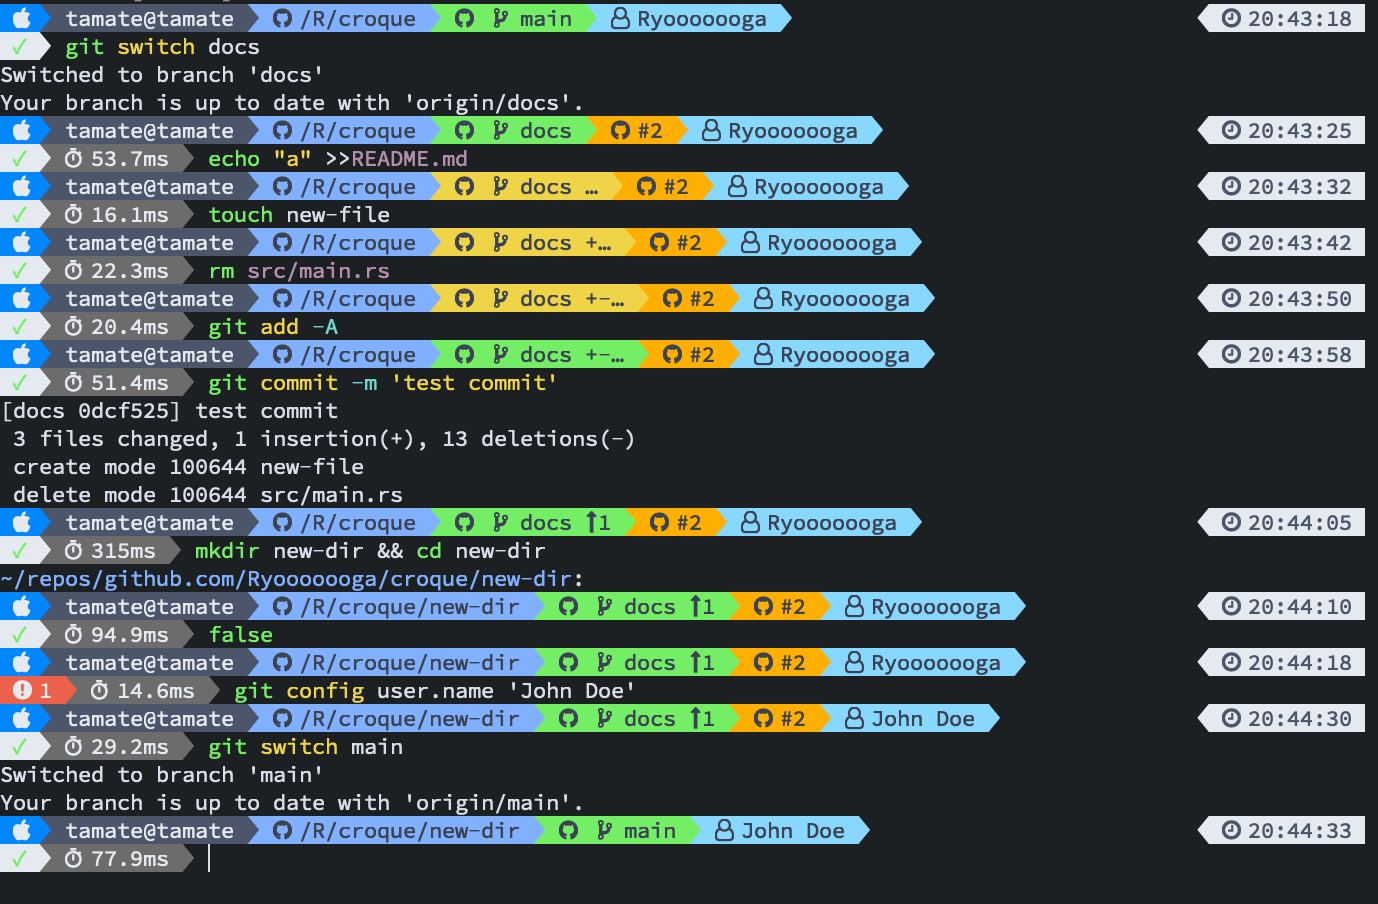 tamate@tamate /R/croque main Ryooooooga 20:43:18
✓ git switch docs
Switched to branch 'docs'
Your branch is up to date with 'origin/docs'.
tamate@tamate /R/croque docs #2 Ryooooooga 20:43:25
✓ 53.7ms echo "a" >>README.md
tamate@tamate /R/croque docs … #2 Ryooooooga 20:43:32
✓ 16.1ms touch new-file
tamate@tamate /R/croque docs +… #2 Ryooooooga 20:43:42
✓ 22.3ms rm src/main.rs
tamate@tamate /R/croque docs +-… #2 Ryooooooga 20:43:50
✓ 20.4ms git add -A
tamate@tamate /R/croque docs +-… #2 Ryooooooga 20:43:58
✓ 51.4ms git commit -m 'test commit'
[docs 0dcf525] test commit
3 files changed, 1 insertion(+), 13 deletions(-)
create mode 100644 new-file
delete mode 100644 src/main.rs
tamate@tamate /R/croque docs ↑1 #2 Ryooooooga 20:44:05
✓ 315ms mkdir new-dir && cd new-dir
~/repos/github.com/Ryooooooga/croque/new-dir:
tamate@tamate /R/croque/new-dir docs ↑1 #2 Ryooooooga 20:44:10
✓ 94.9ms false
tamate@tamate /R/croque/new-dir docs ↑1 #2 Ryooooooga 20:44:18
1 14.6ms git config user.name 'John Doe'
tamate@tamate /R/croque/new-dir docs ↑1 #2 John Doe 20:44:30
✓ 29.2ms git switch main
Switched to branch 'main'
Your branch is up to date with 'origin/main'.
tamate@tamate /R/croque/new-dir main John Doe 20:44:33
✓ 77.9ms